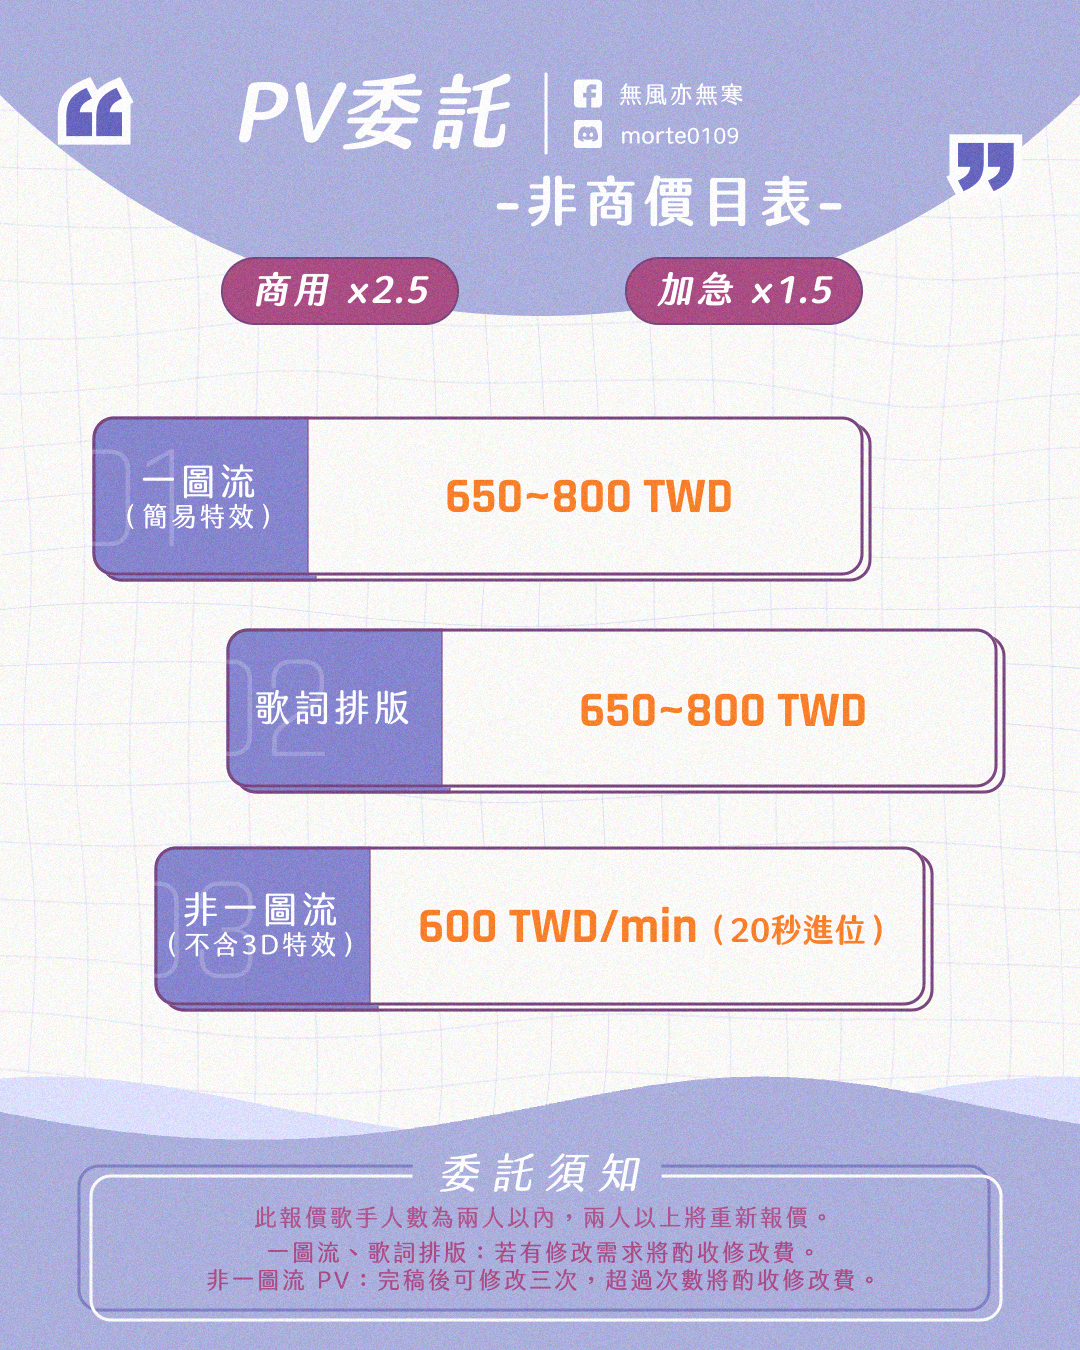 PV委託
無風亦無寒
morte0109
-非商價目表-
商用 x2.5
加急 x1.5
01
一圖流
（簡易特效）
650~800 TWD
02
歌詞排版
650~800 TWD
03
非一圖流
（不含3D特效）
600 TWD/min（20秒進位）
委託須知
此報價歌手人數為兩人以內，兩人以上將重新報價。
一圖流、歌詞排版：若有修改需求將酌收修改費。
非一圖流 PV：完稿後可修改三次，超過次數將酌收修改費。